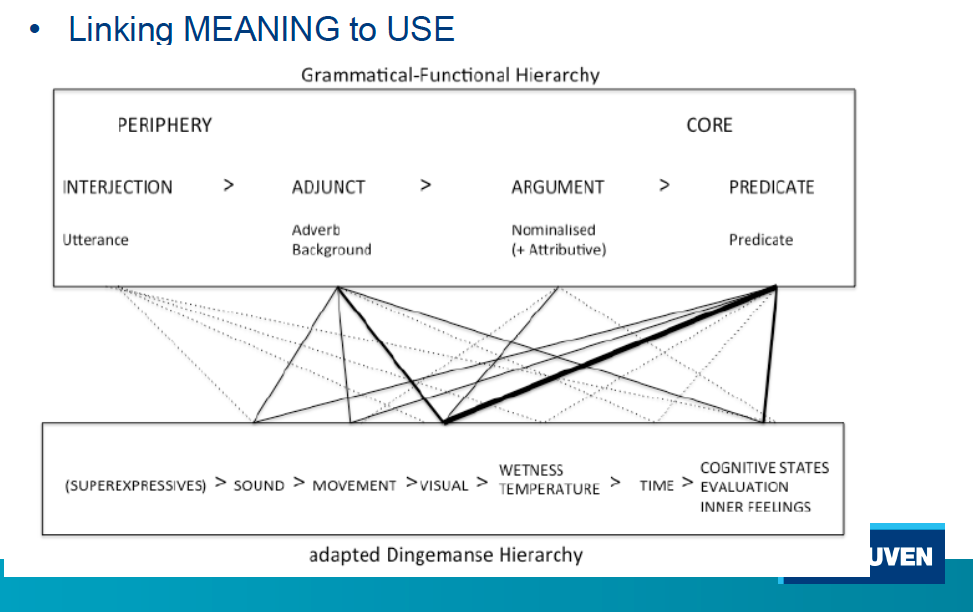 • Linking MEANING to USE
Grammatical-Functional Hierarchy
PERIPHERY CORE
INTERJECTION > ADJUNCT > ARGUMENT > PREDICATE
Utterance Adverb Background Nominalised (+ Attributive) Predicate
(SUPEREXPRESSIVES) > SOUND > MOVEMENT > VISUAL > WETNESS TEMPERATURE > TIME > COGNITIVE STATES EVALUATION INNER FEELINGS
adapted Dingemanse Hierarchy
UVEN